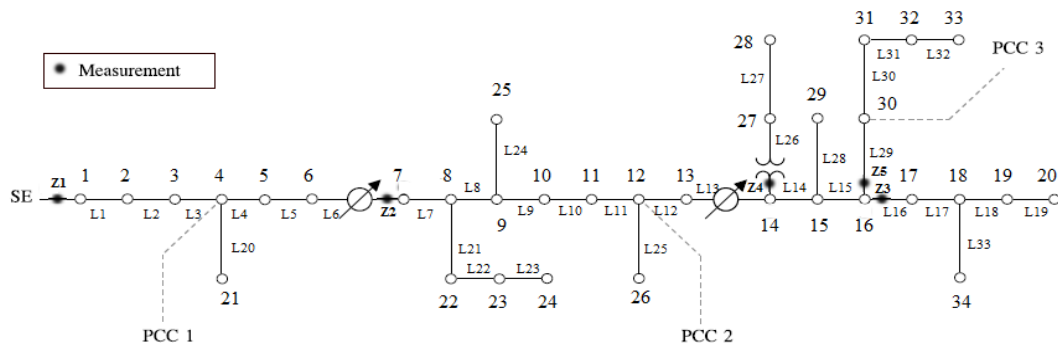 31 32 33
28
PCC 3
Measurement
L31 L32
L27
L30
25
29
30
27
L26
L24
L28
L29
1 2 3 4 5 6 7 8 10 11 12 13 17 18 19 20
SE
Z1
Z2
Z4
Z5
Z3
L1 L2 L3 L4 L5 L6 L7 L8 L9 L10 L11 L12 L13 L14 L15 L16 L17 L18 L19
9
14 15 16
L20
L21
L25
L33
L22 L23
21
22 23 24
26
34
PCC 1
PCC 2